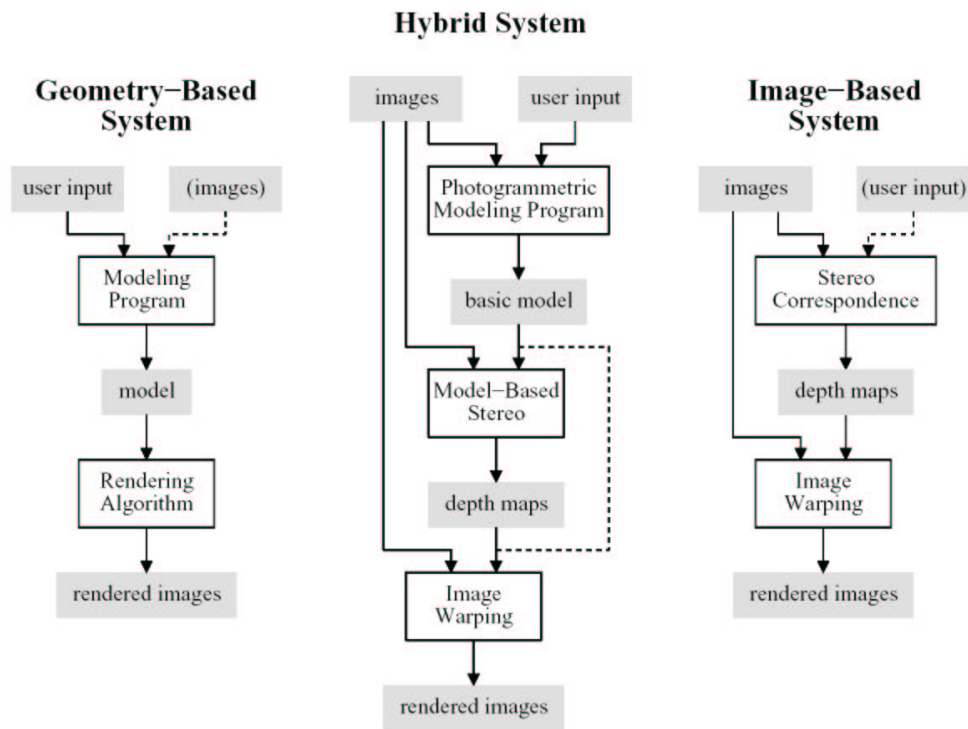 Hybrid System
images
user input
Photogrammetric
Modeling Program
basic model
Model−Based
Stereo
depth maps
Image
Warping
rendered images
Geometry−Based
System
user input
(images)
Modeling
Program
model
Rendering
Algorithm
rendered images
Image−Based
System
images
(user input)
Stereo
Correspondence
depth maps
Image
Warping
rendered images